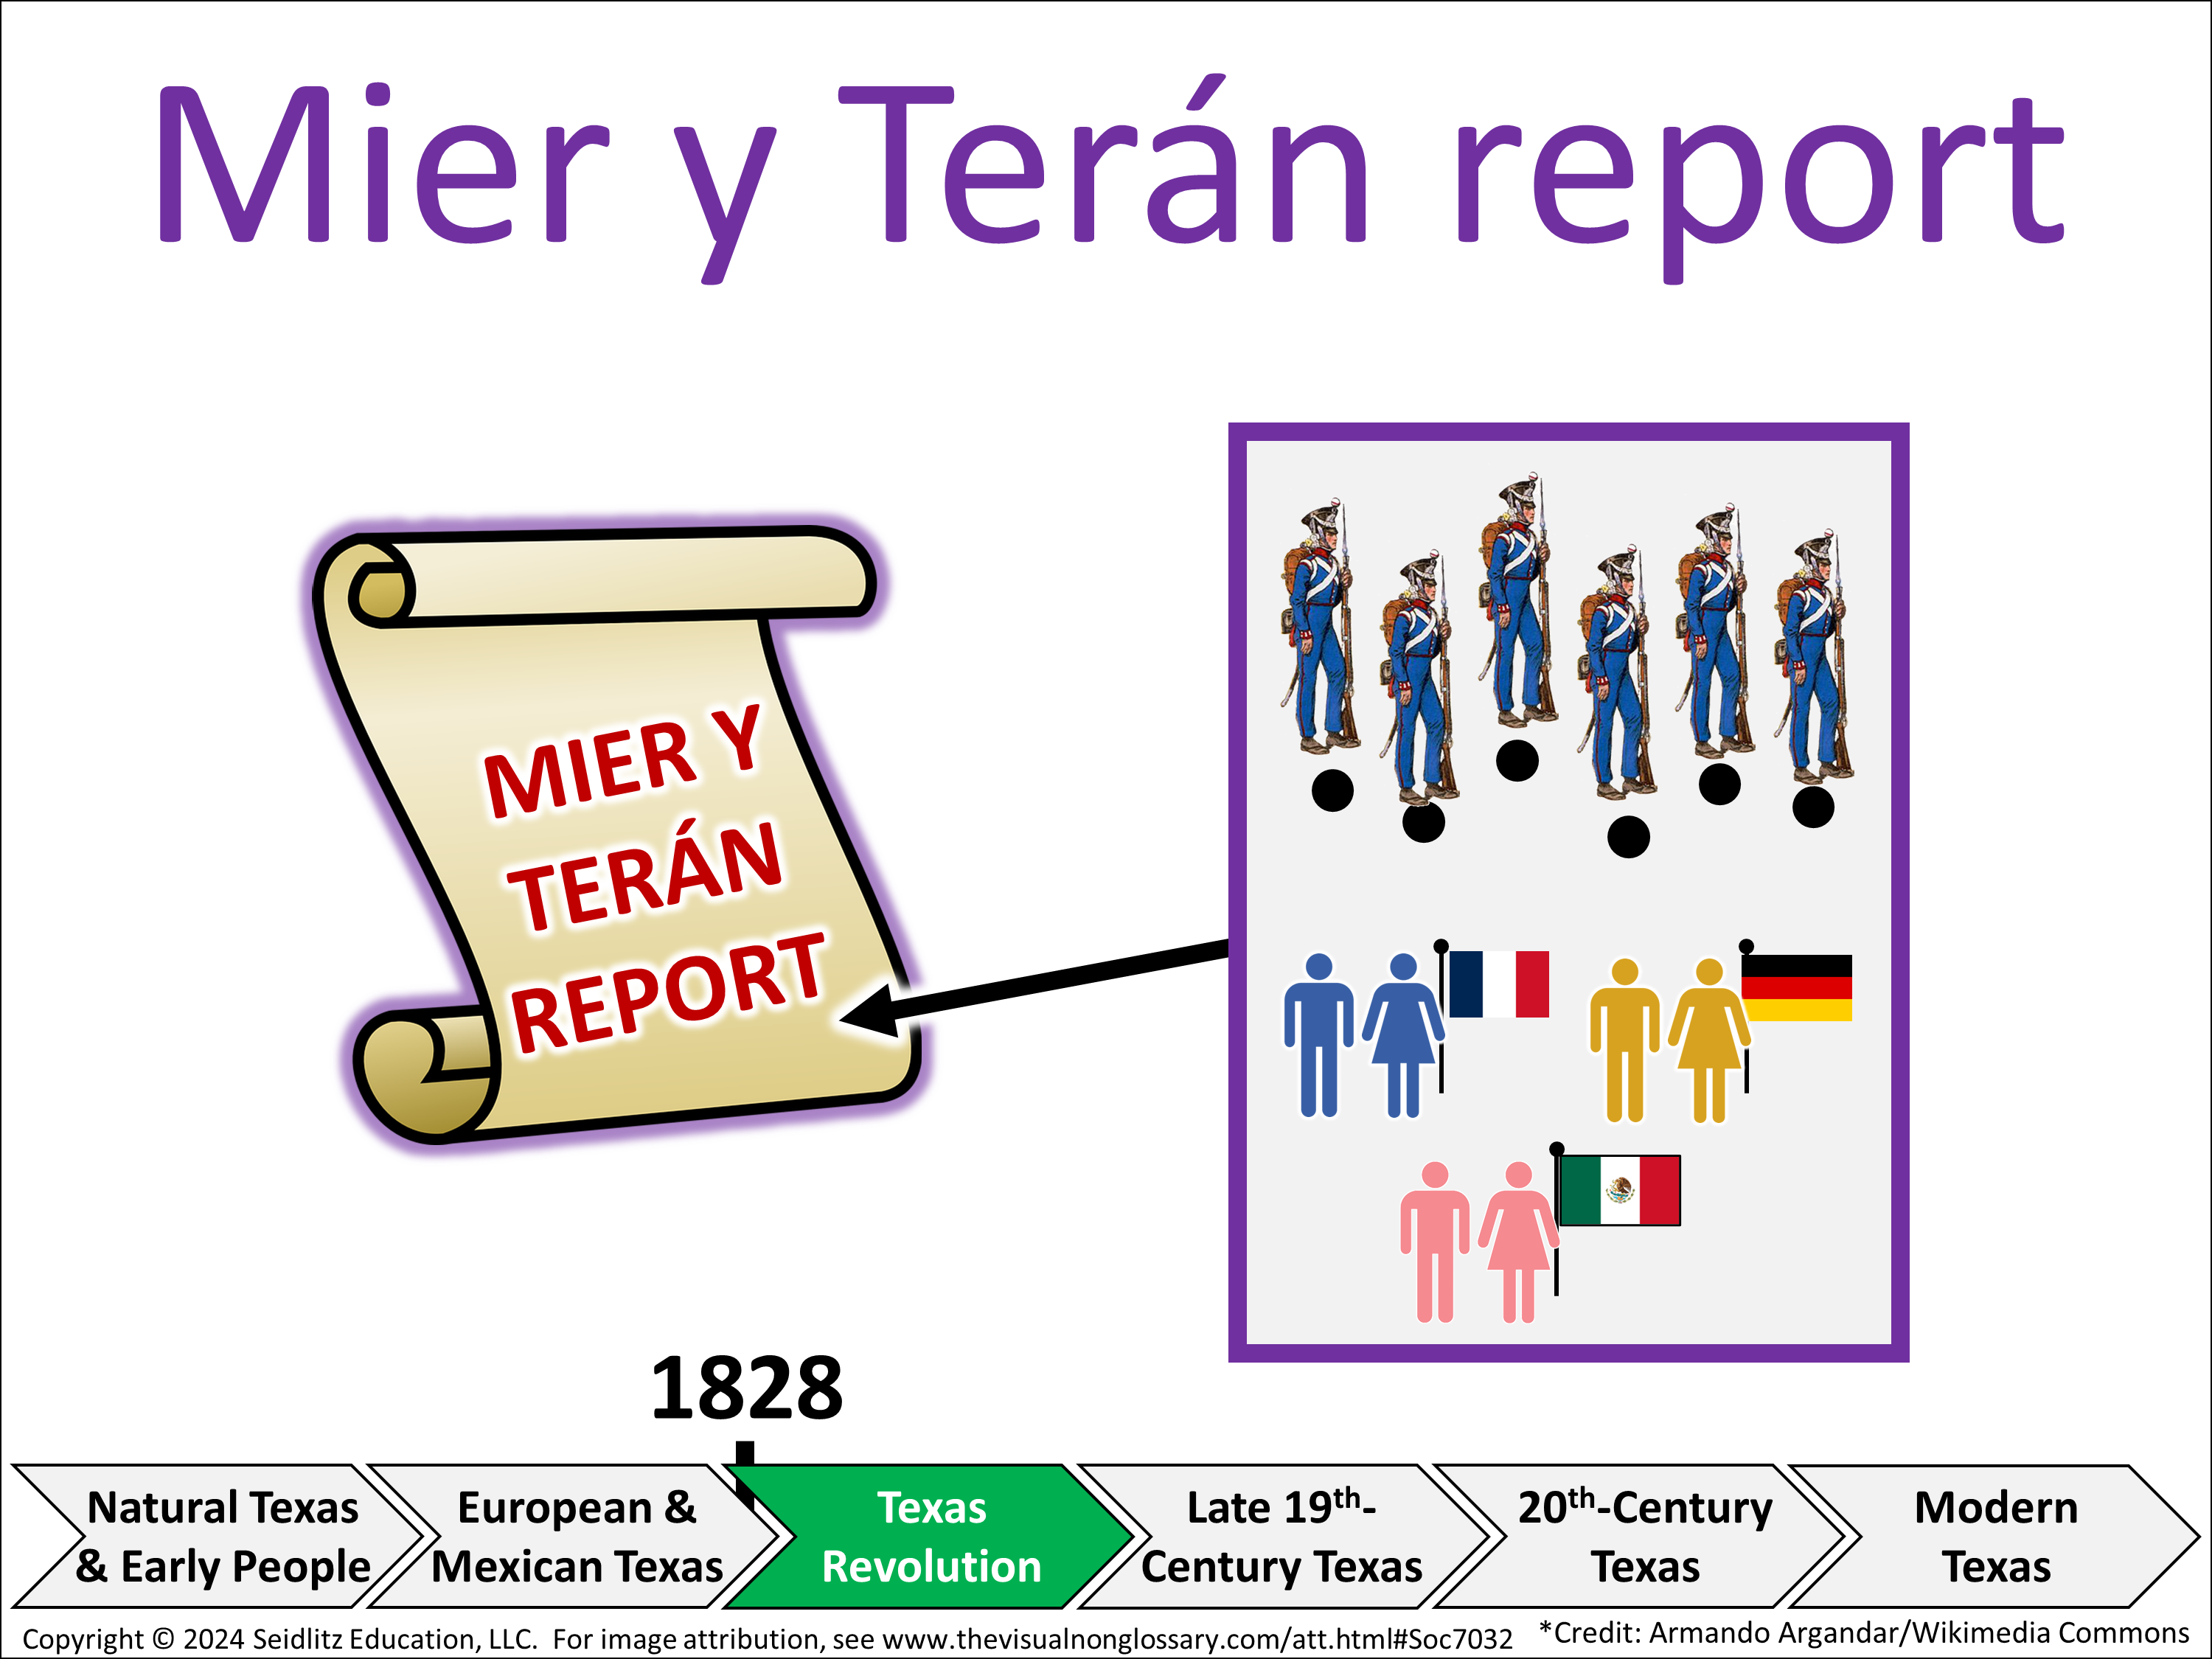 Mier y Terán report
MIER Y
TERÁN
REPORT
1828
Natural Texas
& Early People
European &
Mexican Texas
Texas
Revolution
Late 19th-
Century Texas
20th-Century
Texas
Modern
Texas
Copyright © 2024 Seidlitz Education, LLC.  For image attribution, see www.thevisualnonglossary.com/att.html#Soc7032
*Credit: Armando Argandar/Wikimedia Commons